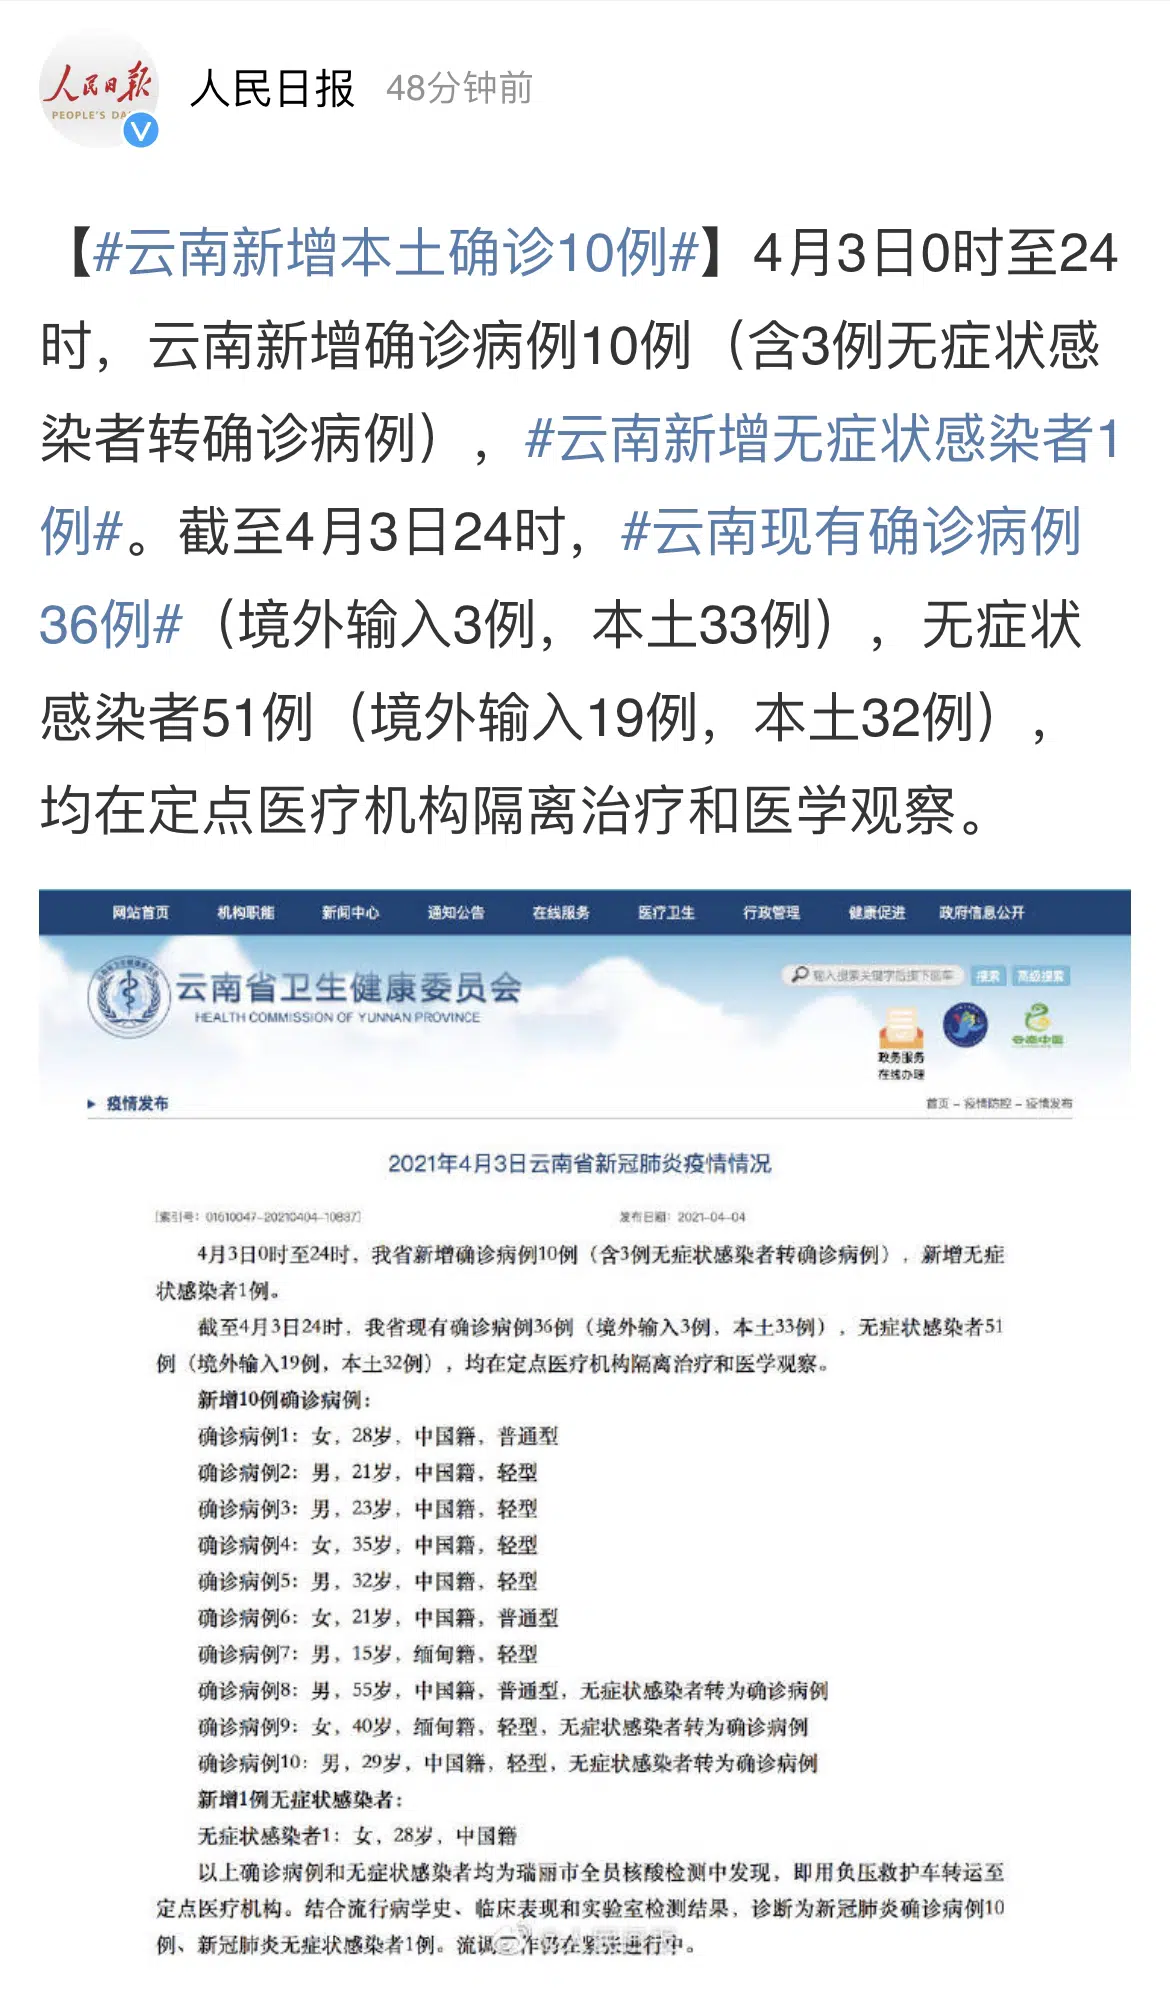 人民日报
PEOPLE'S DA
人民日报 48分钟前
【#云南新增本土确诊10例#】4月3日0时至24
时，云南新增确诊病例10例（含3例无症状感
染者转确诊病例），#云南新增无症状感染者1
例#。截至4月3日24时，#云南现有确诊病例
36例#（境外输入3例，本土33例），无症状
感染者51例（境外输入19例，本土32例），
均在定点医疗机构隔离治疗和医学观察。
网站首页 机构职能 新闻中心 通知公告 在线服务 医疗卫生 行政管理 健康促进 政府信息公开
云南省卫生健康委员会
HEALTH COMMISSION OF YUNNAN PROVINCE
输入搜索关键字后按下回车 搜索 高级搜索
政务服务
在线办理
疫情发布
首页 - 疫情防控 - 疫情发布
2021年4月3日云南省新冠肺炎疫情情况
[索引号：01610047-20210404-10837] 发布日期：2021-04-04
4月3日0时至24时，我省新增确诊病例10例（含3例无症状感染者转确诊病例），新增无症
状感染者1例。
截至4月3日24时，我省现有确诊病例36例（境外输入3例，本土33例），无症状感染者51
例（境外输入19例，本土32例），均在定点医疗机构隔离治疗和医学观察。
新增10例确诊病例：
确诊病例1：女，28岁，中国籍，普通型
确诊病例2：男，21岁，中国籍，轻型
确诊病例3：男，23岁，中国籍，轻型
确诊病例4：女，35岁，中国籍，轻型
确诊病例5：男，32岁，中国籍，轻型
确诊病例6：女，21岁，中国籍，普通型
确诊病例7：男，15岁，缅甸籍，轻型
确诊病例8：男，55岁，中国籍，普通型，无症状感染者转为确诊病例
确诊病例9：女，40岁，缅甸籍，轻型，无症状感染者转为确诊病例
确诊病例10：男，29岁，中国籍，轻型，无症状感染者转为确诊病例
新增1例无症状感染者：
无症状感染者1：女，28岁，中国籍
以上确诊病例和无症状感染者均为瑞丽市全员核酸检测中发现，即用负压救护车转运至
定点医疗机构。结合流行病学史、临床表现和实验室检测结果，诊断为新冠肺炎确诊病例10
例、新冠肺炎无症状感染者1例。流调工作仍在紧张进行中。
@人民日报